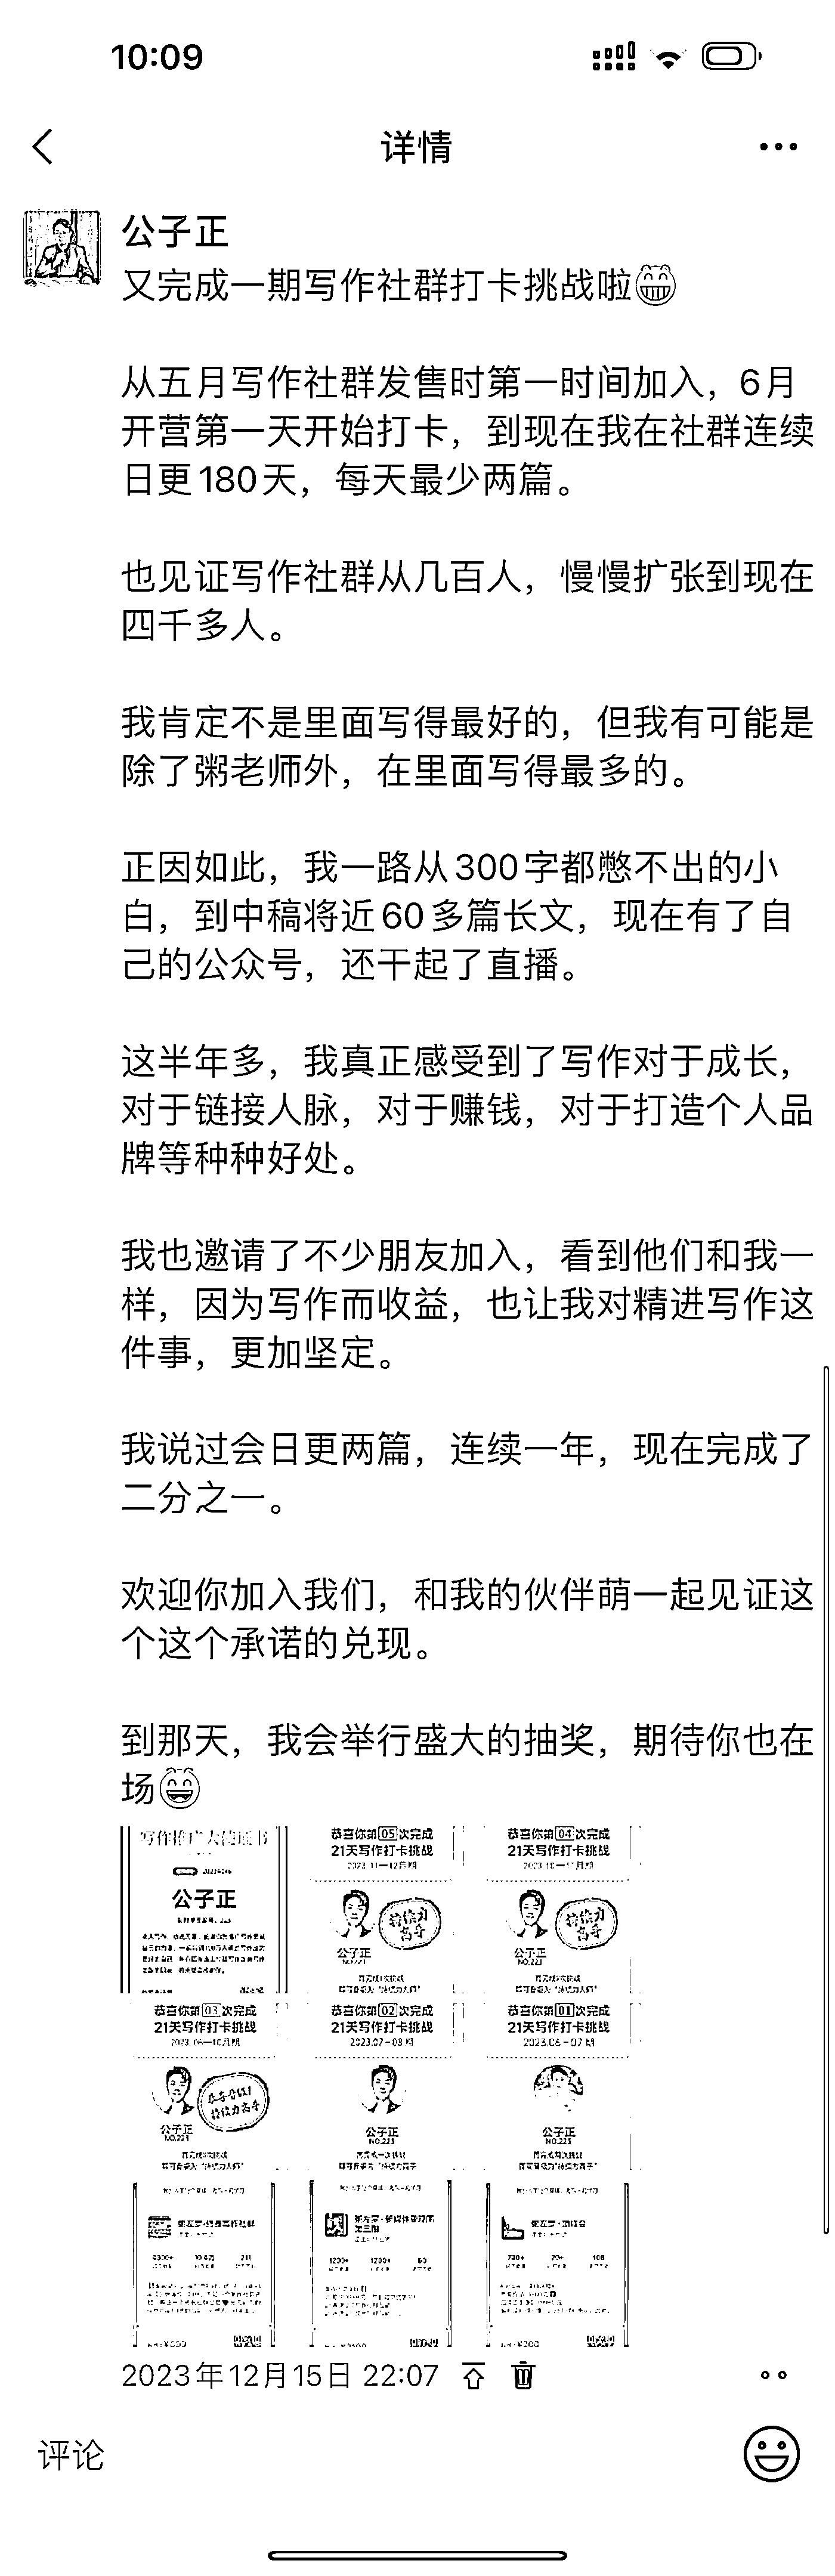 10:09
详情
公子正
又完成一期写作社群打卡挑战啦
从五月写作社群发售时第一时间加入，6月
开营第一天开始打卡，到现在我在社群连续
日更180天，每天最少两篇。
也见证写作社群从几百人，慢慢扩张到现在
四千多人。
我肯定不是里面写得最好的，但我有可能是
除了粥老师外，在里面写得最多的。
正因如此，我一路从300字都憋不出的小
白，到中稿将近60多篇长文，现在有了自
己的公众号，还干起了直播。
这半年多，我真正感受到了写作对于成长，
对于链接人脉，对于赚钱，对于打造个人品
牌等种种好处。
我也邀请了不少朋友加入，看到他们和我一
样，因为写作而收益，也让我对精进写作这
件事，更加坚定。
我说过会日更两篇，连续一年，现在完成了
二分之一。
欢迎你加入我们，和我的伙伴萌一起见证这
个这个承诺的兑现。
到那天，我会举行盛大的抽奖，期待你也在
场
公子正
恭喜你第05次完成
21天写作打卡挑战
2023.11-12月期
持续力
高手
公子正
恭喜你第04次完成
21天写作打卡挑战
2023.10-11月期
持续力
高手
公子正
恭喜你第03次完成
21天写作打卡挑战
公子正
NO.223
恭喜你第02次完成
21天写作打卡挑战
2023.07-08期
公子正
NO.223
恭喜你第01次完成
21天写作打卡挑战
2023.06-07期
公子正
NO.223
2023年12月15日 22:07
评论